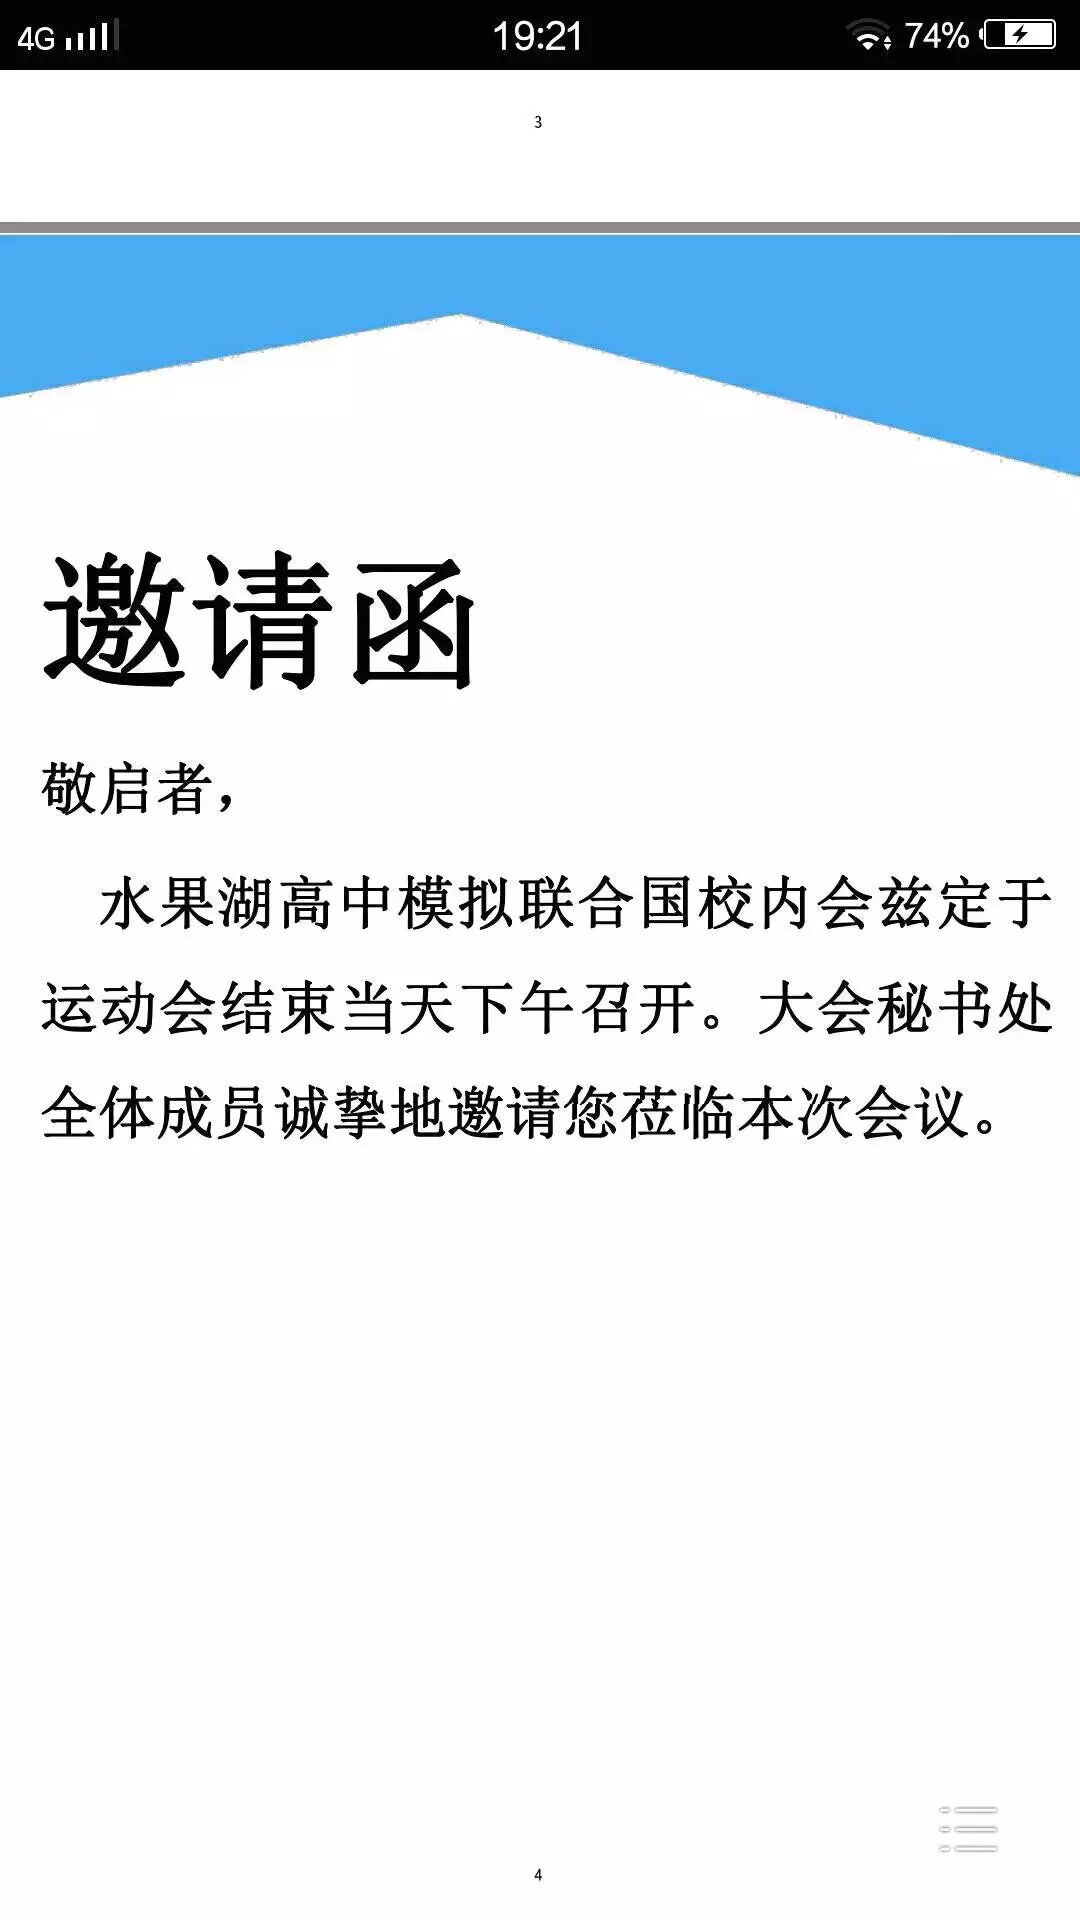 4G 19:21 74%
3
邀请函
敬启者，
水果湖高中模拟联合国校内会兹定于
运动会结束当天下午召开。大会秘书处
全体成员诚挚地邀请您莅临本次会议。
4